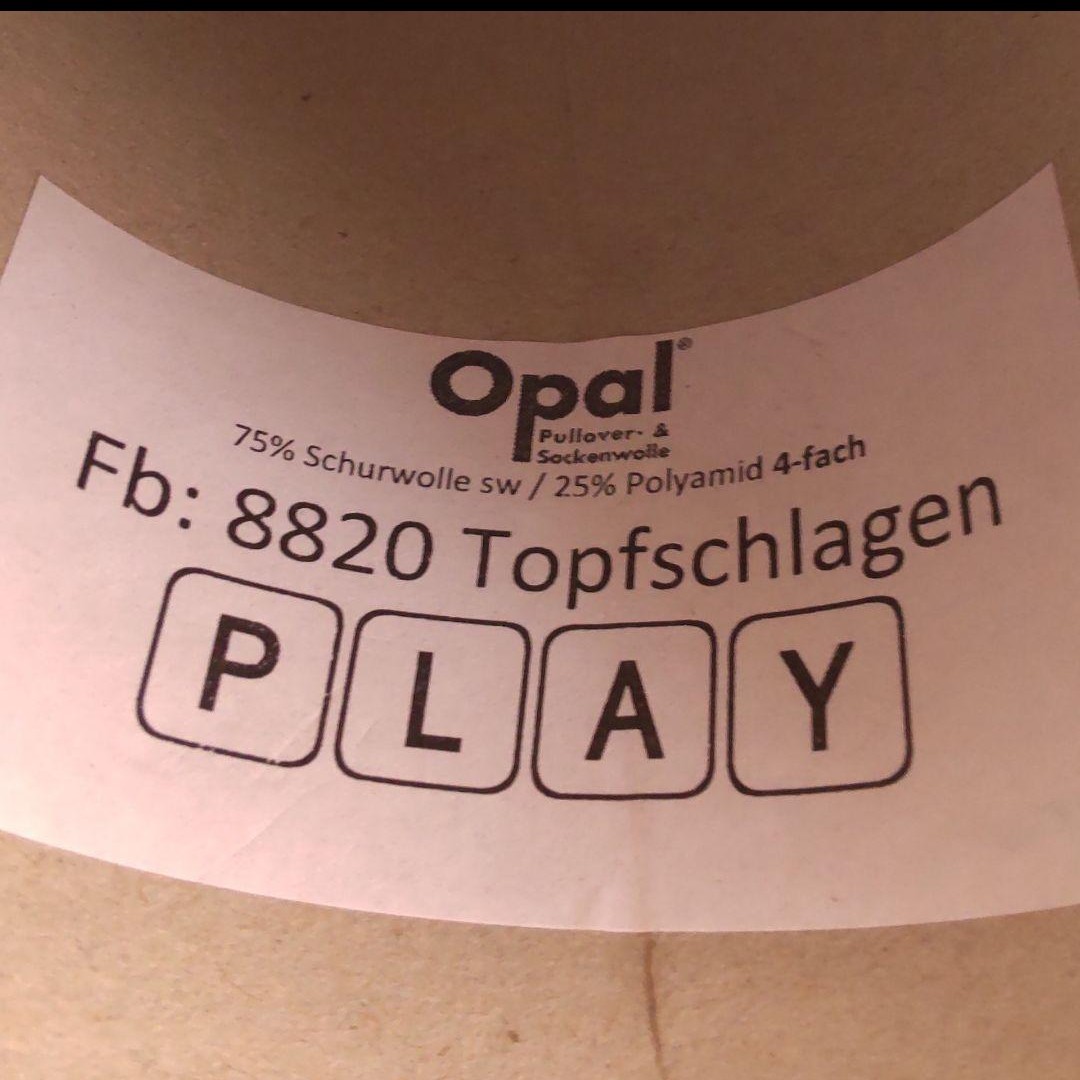 Opal®
Pullover- &
Sockenwolle
75% Schurwolle sw / 25% Polyamid 4-fach
Fb: 8820 Topfschlagen
PLAY